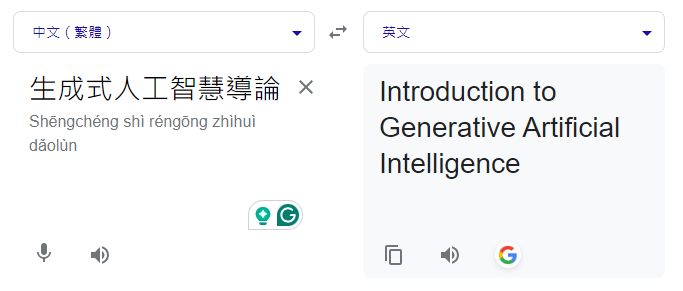 中文（繁體）
英文
生成式人工智慧導論
Shēngchéng shì réngōng zhìhuì
dǎolùn
Introduction to
Generative Artificial
Intelligence